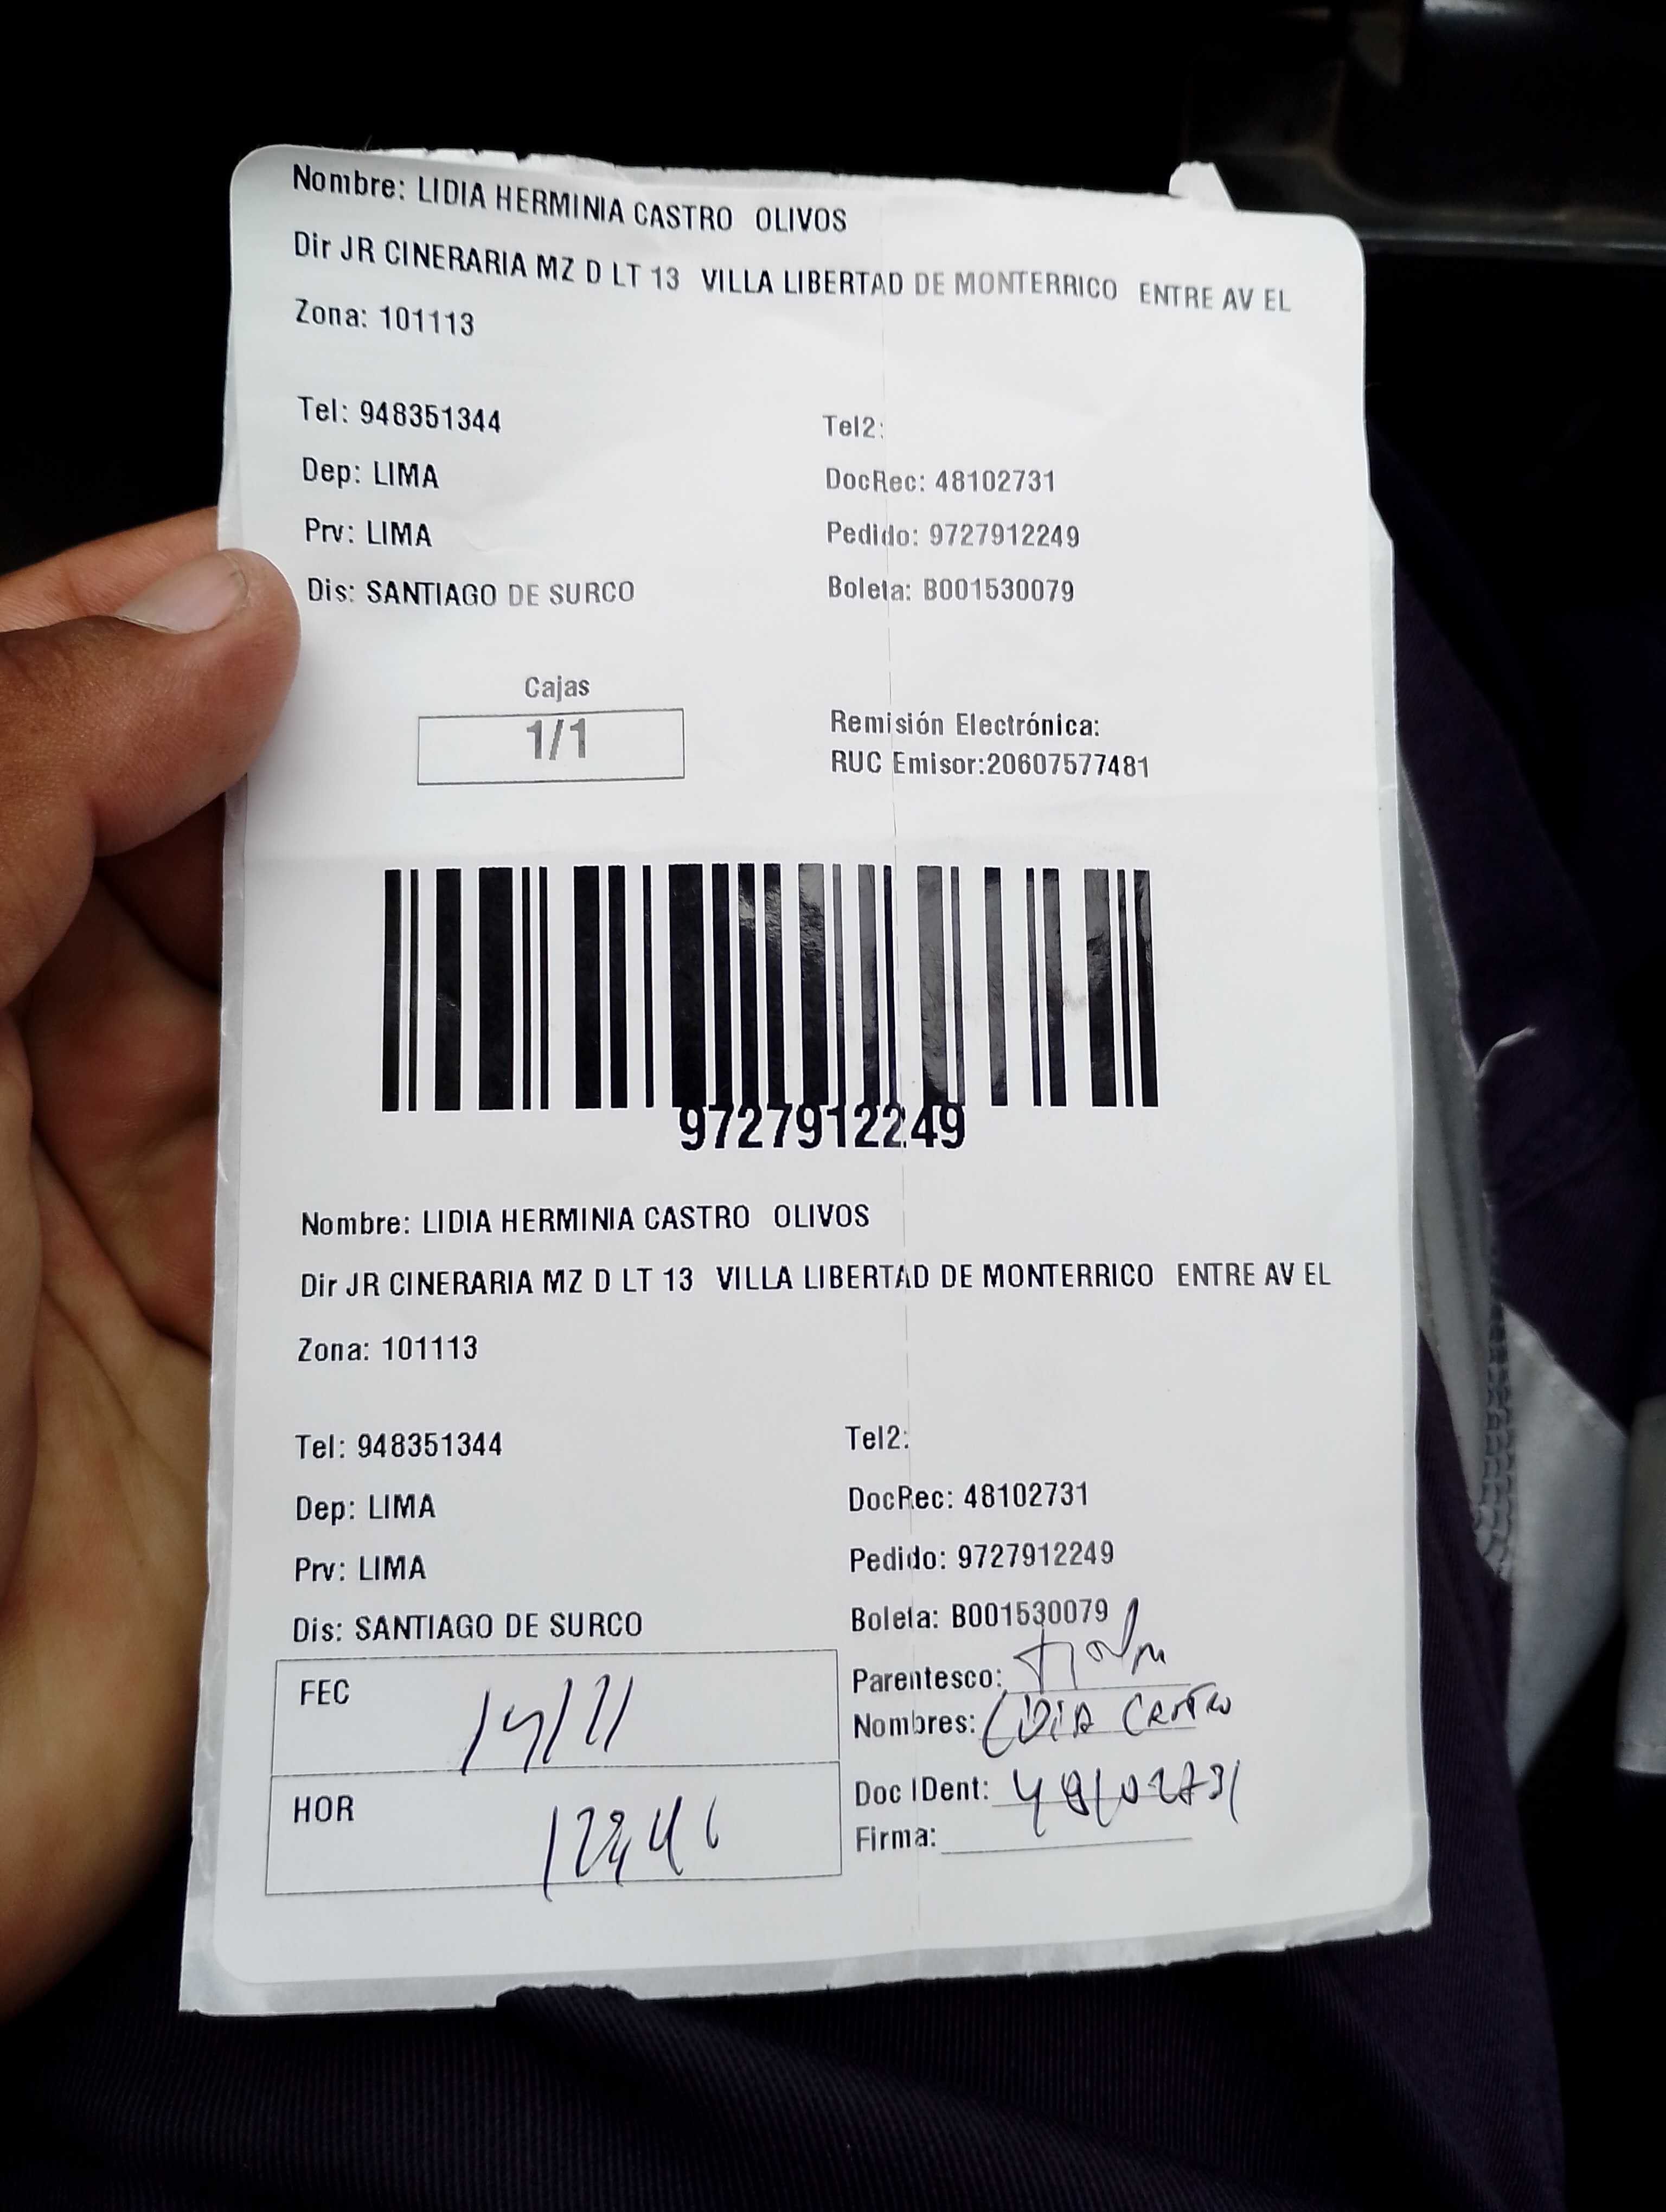 Nombre: LIDIA HERMINIA CASTRO OLIVOS
Dir JR CINERARIA MZ D LT 13 VILLA LIBERTAD DE MONTERRICO ENTRE AV EL
Zona: 101113
Tel: 948351344 Tel2:
Dep: LIMA DocRec: 48102731
Prv: LIMA Pedido: 9727912249
Dis: SANTIAGO DE SURCO Boleta: B001530079
Cajas
1/1
Remisión Electrónica:
RUC Emisor:20607577481
9727912249
Nombre: LIDIA HERMINIA CASTRO OLIVOS
Dir JR CINERARIA MZ D LT 13 VILLA LIBERTAD DE MONTERRICO ENTRE AV EL
Zona: 101113
Tel: 948351344 Tel2:
Dep: LIMA DocRec: 48102731
Prv: LIMA Pedido: 9727912249
Dis: SANTIAGO DE SURCO Boleta: B001530079
FEC
HOR
Parentesco:
Nombres: LIDIA CASTRO
Doc IDent: 48102731
Firma: